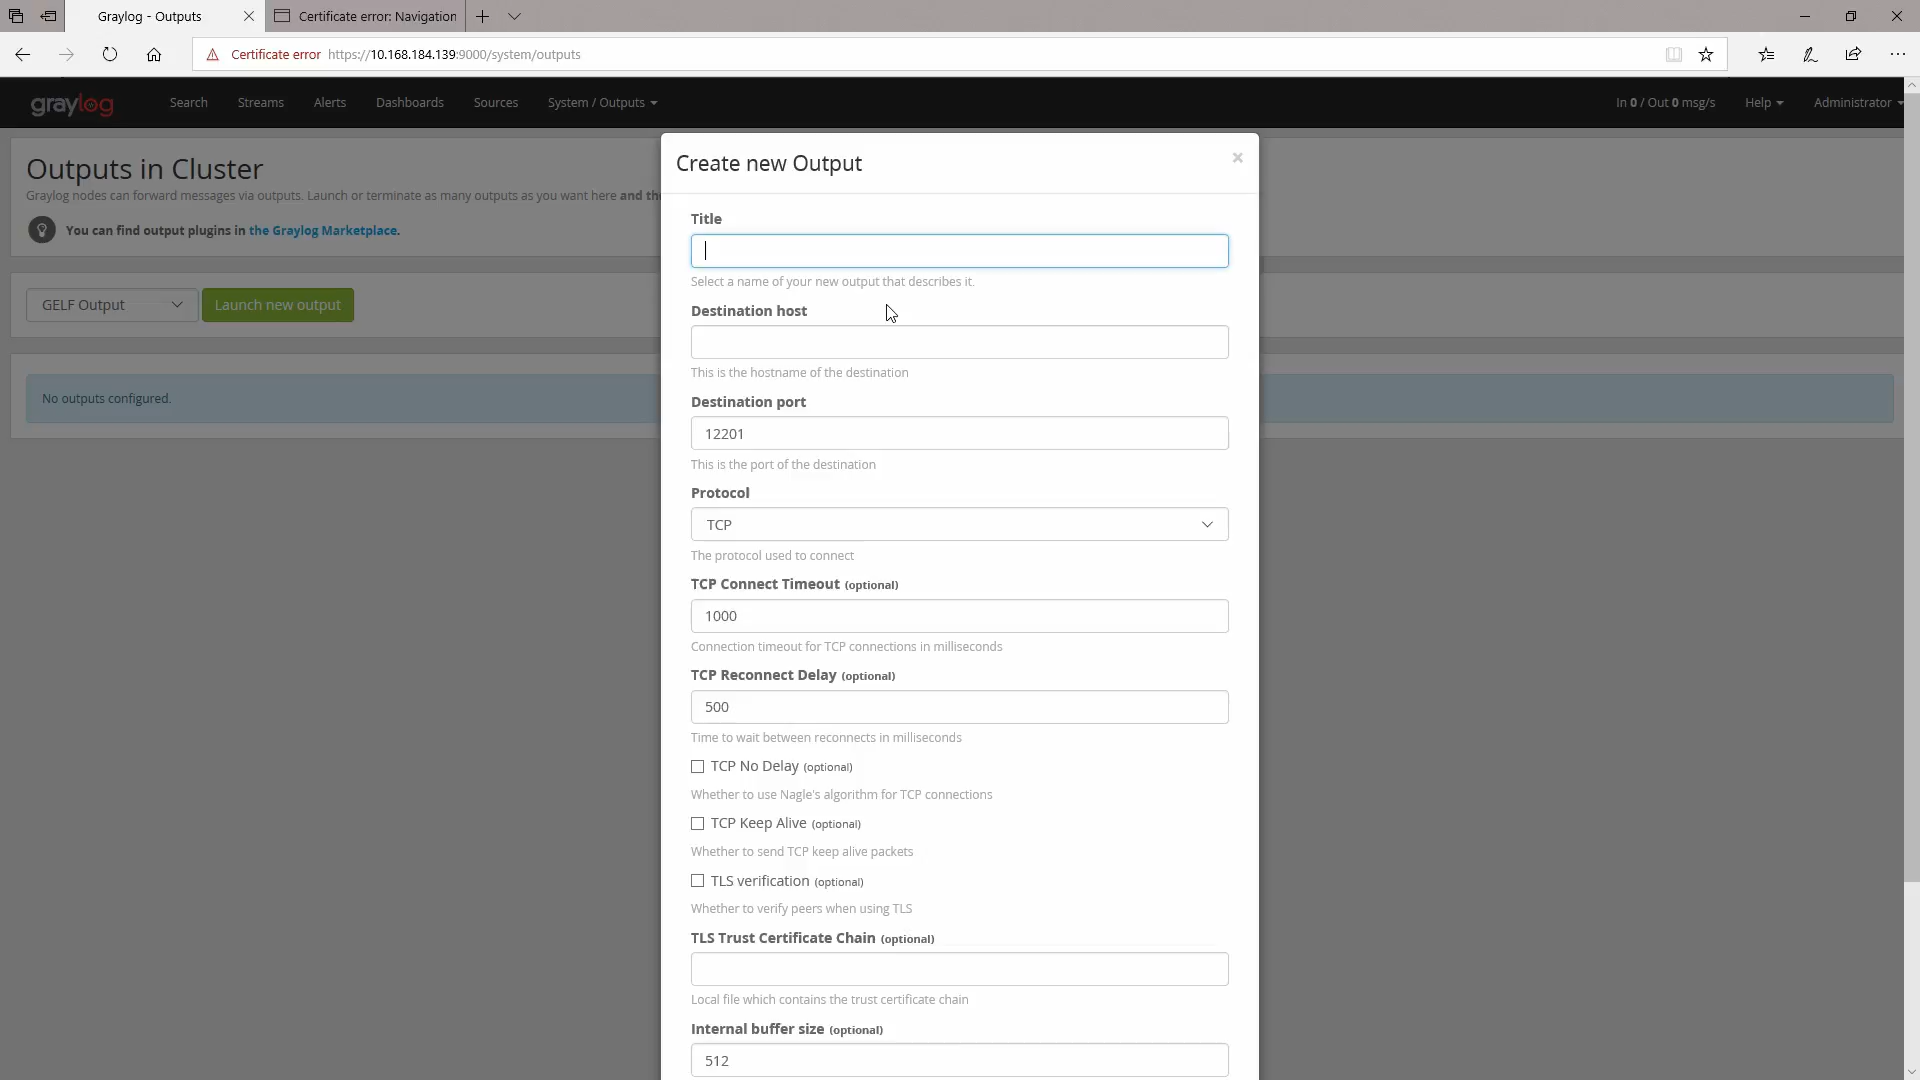 Graylog - Outputs
Certificate error: Navigation
Certificate error https://10.168.184.139:9000/system/outputs
graylog Search Streams Alerts Dashboards Sources System / Outputs In 0 / Out 0 msg/s Help Administrator
Create new Output
×
Outputs in Cluster
Graylog nodes can forward messages via outputs. Launch or terminate as many outputs as you want here and the
You can find output plugins in the Graylog Marketplace.
GELF Output Launch new output
No outputs configured.
Title
Select a name of your new output that describes it.
Destination host
This is the hostname of the destination
Destination port
12201
This is the port of the destination
Protocol
TCP
The protocol used to connect
TCP Connect Timeout (optional)
1000
Connection timeout for TCP connections in milliseconds
TCP Reconnect Delay (optional)
500
Time to wait between reconnects in milliseconds
TCP No Delay (optional)
Whether to use Nagle's algorithm for TCP connections
TCP Keep Alive (optional)
Whether to send TCP keep alive packets
TLS verification (optional)
Whether to verify peers when using TLS
TLS Trust Certificate Chain (optional)
Local file which contains the trust certificate chain
Internal buffer size (optional)
512